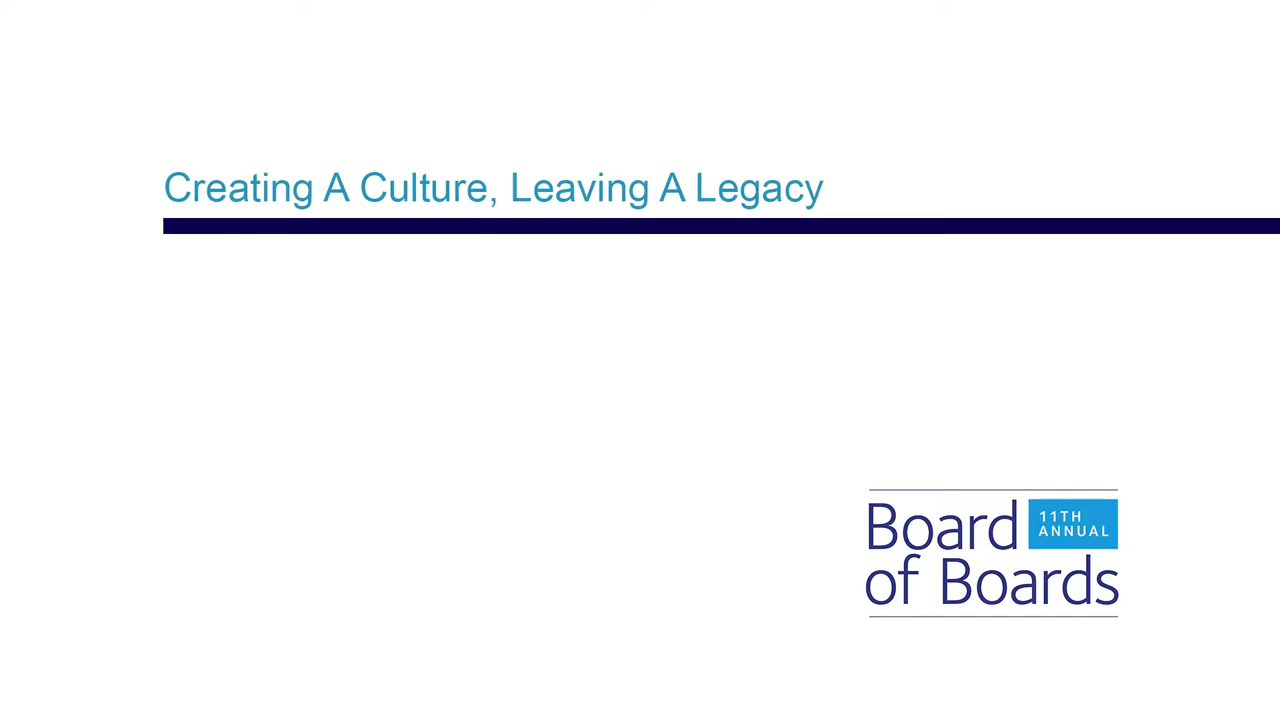 Creating A Culture, Leaving A Legacy
Board
11TH
ANNUAL
of Boards